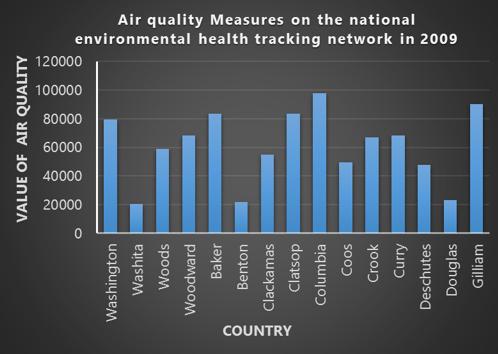 Air quality Measures on the national
environmental health tracking network in 2009
VALUE OF AIR QUALITY
120000
100000
80000
60000
40000
20000
0
Washington
Washita
Woods
Woodward
Baker
Benton
Clackamas
Clatsop
Columbia
Coos
Crook
Curry
Deschutes
Douglas
Gilliam
COUNTRY